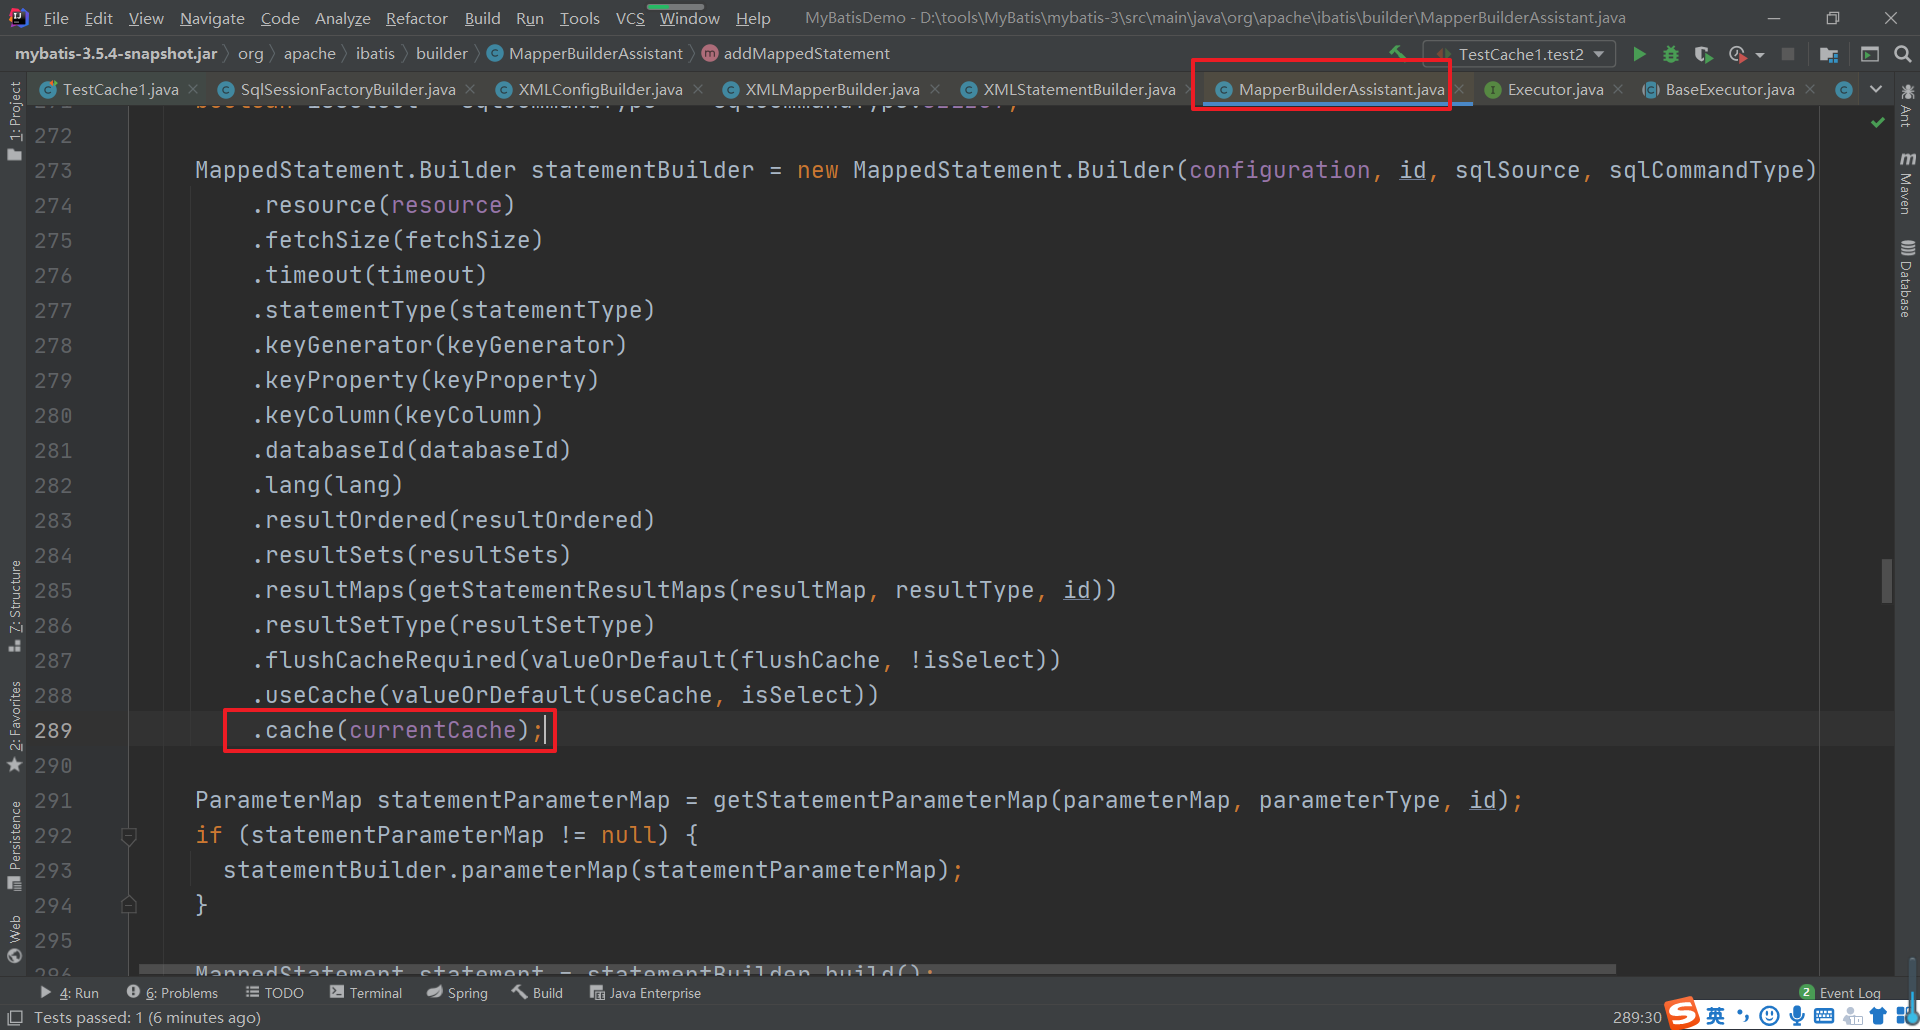 File Edit View Navigate Code Analyze Refactor Build Run Tools VCS Window Help MyBatisDemo - D:\tools\MyBatis\mybatis-3\src\main\java\org\apache\ibatis\builder\MapperBuilderAssistant.java
mybatis-3.5.4-snapshot.jar org apache ibatis builder MapperBuilderAssistant addMappedStatement TestCache1.test2
TestCache1.java SqlSessionFactoryBuilder.java XMLConfigBuilder.java XMLMapperBuilder.java XMLStatementBuilder.java MapperBuilderAssistant.java Executor.java BaseExecutor.java
272
273 MappedStatement.Builder statementBuilder = new MappedStatement.Builder(configuration, id, sqlSource, sqlCommandType)
274 .resource(resource)
275 .fetchSize(fetchSize)
276 .timeout(timeout)
277 .statementType(statementType)
278 .keyGenerator(keyGenerator)
279 .keyProperty(keyProperty)
280 .keyColumn(keyColumn)
281 .databaseId(databaseId)
282 .lang(lang)
283 .resultOrdered(resultOrdered)
284 .resultSets(resultSets)
285 .resultMaps(getStatementResultMaps(resultMap, resultType, id))
286 .resultSetType(resultSetType)
287 .flushCacheRequired(valueOrDefault(flushCache, !isSelect))
288 .useCache(valueOrDefault(useCache, isSelect))
289 .cache(currentCache);
290
291 ParameterMap statementParameterMap = getStatementParameterMap(parameterMap, parameterType, id);
292 if (statementParameterMap != null) {
293 statementBuilder.parameterMap(statementParameterMap);
294 }
295
296 MappedStatement statement = statementBuilder.build();
1: Project
7: Structure
2: Favorites
Persistence
Web
Ant
Maven
Database
4: Run 6: Problems TODO Terminal Spring Build Java Enterprise 2 Event Log
Tests passed: 1 (6 minutes ago) 289:30 英